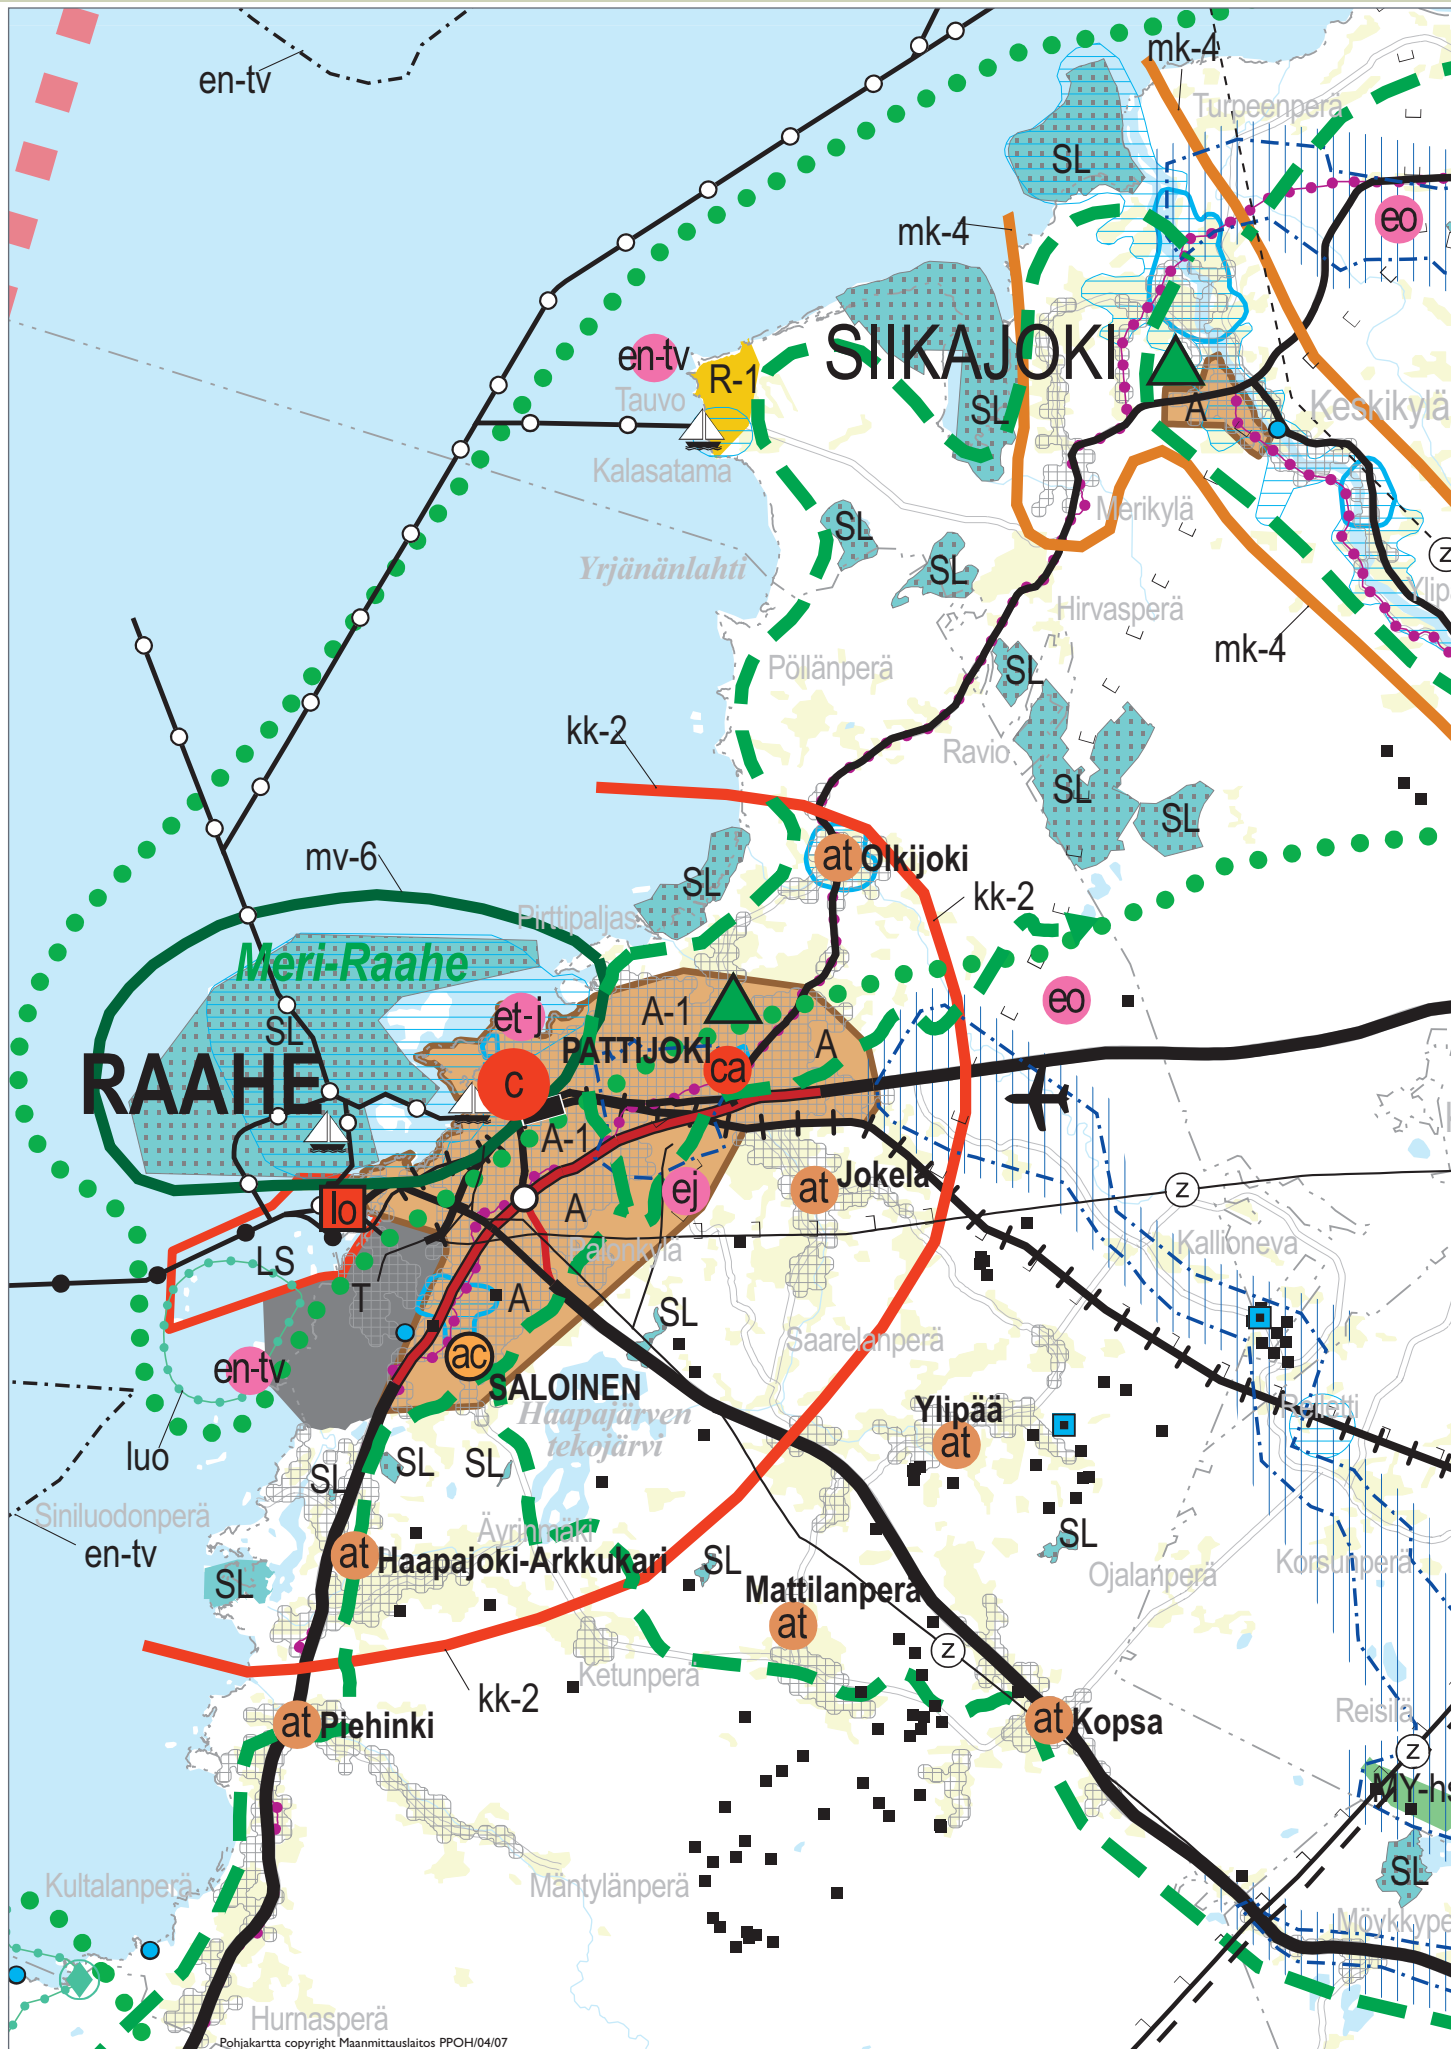 mk-4
en-tv
Turpeenperä
SL
eo
mk-4
SIIKAJOKI
en-tv
R-1
Tauvo
SL
A
Keskikylä
Kalasatama
Merikylä
SL
Z
Yrjänänlahti
SL
Hirvasperä
mk-4
Pöllänperä
SL
kk-2
Ravio
SL
SL
mv-6
at Olkijoki
SL
kk-2
Pirttipaljas
Meri-Raahe
et-j
A-1
eo
SL
PATTIJOKI
A
RAAHE
c
ca
A-1
ej
at Jokela
Z
lo
A
Palonkylä
Kallioneva
LS
T
A
SL
Saarelanperä
en-tv
ac
SALOINEN
Ylipää
Relletti
Haapajärven
tekojärvi
at
luo
SL
SL
SL
Siniluodonperä
Äyrinmäki
SL
en-tv
at Haapajoki-Arkkukari
SL
Korsunperä
Ojalanperä
SL
Mattilanperä
at
Z
Ketunperä
kk-2
Reisilä
at Piehinki
at Kopsa
Z
MY-hs
SL
Kultalanperä
Mäntylänperä
Hurnasperä
Pohjakartta copyright Maanmittauslaitos PPOH/04/07